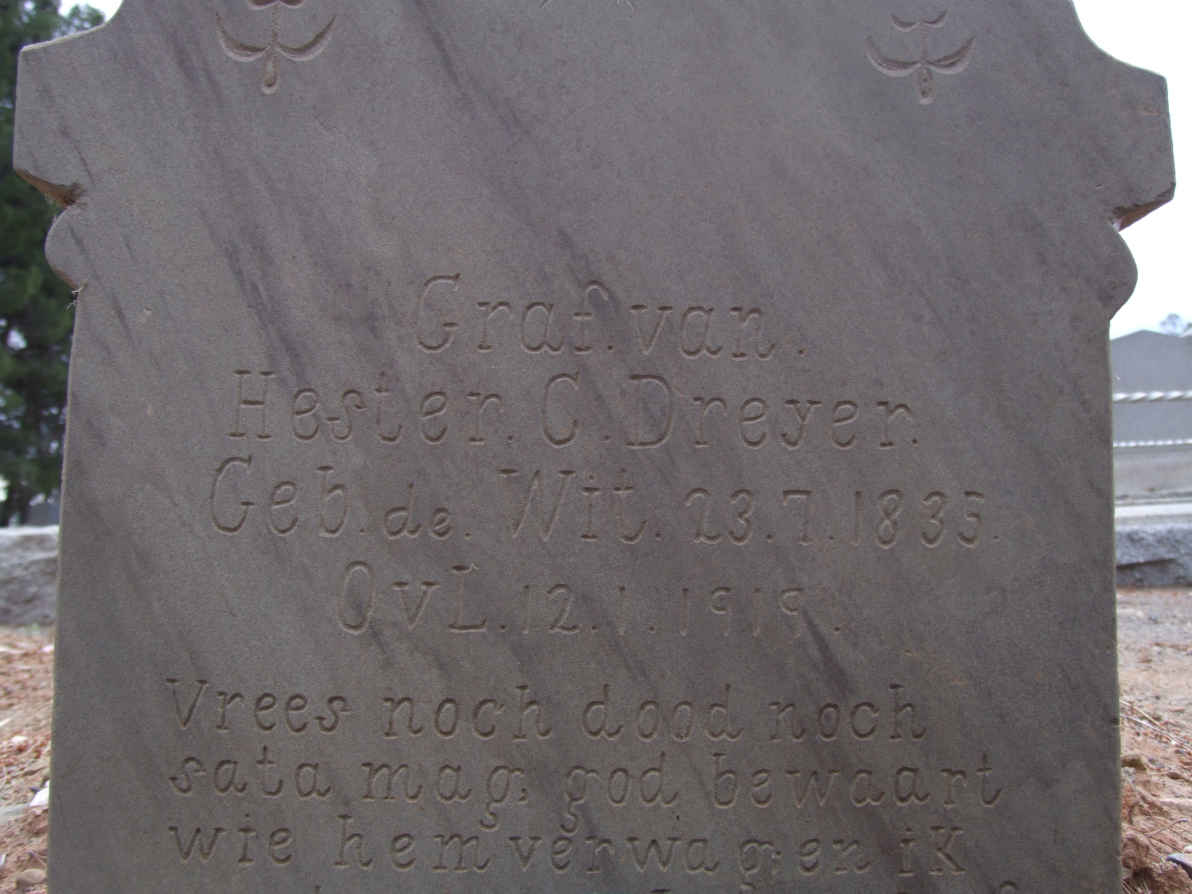 Graf. van.
Hester. C. Dreyer.
Geb. de. Wit. 23. 7. 1835.
OvL. 12. 1. 1919.
Vrees noch dood noch
sata mag, god bewaart
wie hem verwagen iK